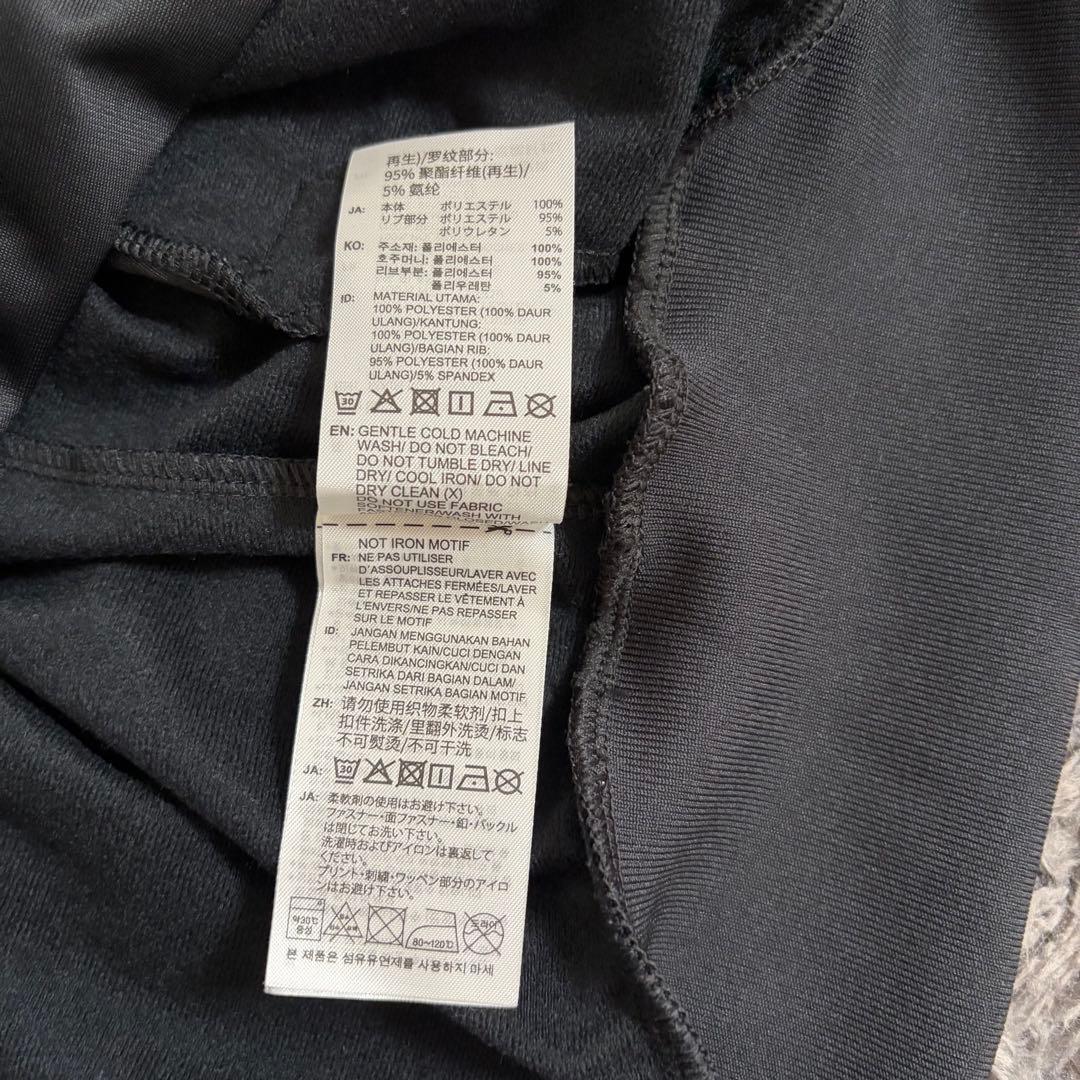 再生)/罗纹部分:
95% 聚酯纤维(再生)/
5% 氨纶
JA: 本体 ポリエステル 100%
リブ部分 ポリエステル 95%
ポリウレタン 5%
KO: 주소재: 폴리에스터 100%
호주머니: 폴리에스터 100%
리브부분: 폴리에스터 95%
폴리우레탄 5%
ID: MATERIAL UTAMA:
100% POLYESTER (100% DAUR
ULANG)/KANTUNG:
100% POLYESTER (100% DAUR
ULANG)/BAGIAN RIB:
95% POLYESTER (100% DAUR
ULANG)/5% SPANDEX
30
EN: GENTLE COLD MACHINE
WASH/ DO NOT BLEACH/
DO NOT TUMBLE DRY/ LINE
DRY/ COOL IRON/ DO NOT
DRY CLEAN (X)
DO NOT USE FABRIC
SOFTENER/WASH WITH
NOT IRON MOTIF
FR: NE PAS UTILISER
D'ASSOUPLISSEUR/LAVER AVEC
LES ATTACHES FERMÉES/LAVER
ET REPASSER LE VÊTEMENT À
L'ENVERS/NE PAS REPASSER
SUR LE MOTIF
ID: JANGAN MENGGUNAKAN BAHAN
PELEMBUT KAIN/CUCI DENGAN
CARA DIKANCINGKAN/CUCI DAN
SETRIKA DARI BAGIAN DALAM/
JANGAN SETRIKA BAGIAN MOTIF
ZH: 请勿使用织物柔软剂/扣上
扣件洗涤/里翻外洗烫/标志
不可熨烫/不可干洗
JA: 30
JA: 柔軟剤の使用はお避け下さい。
ファスナー・面ファスナー・釦・バックル
は閉じてお洗い下さい。
洗濯時およびアイロンは裏返して
ください。
プリント・刺繍・ワッペン部分のアイロ
ンはお避け下さい。
약30℃
중성
80~120℃
드라이
본 제품은 섬유유연제를 사용하지 마세